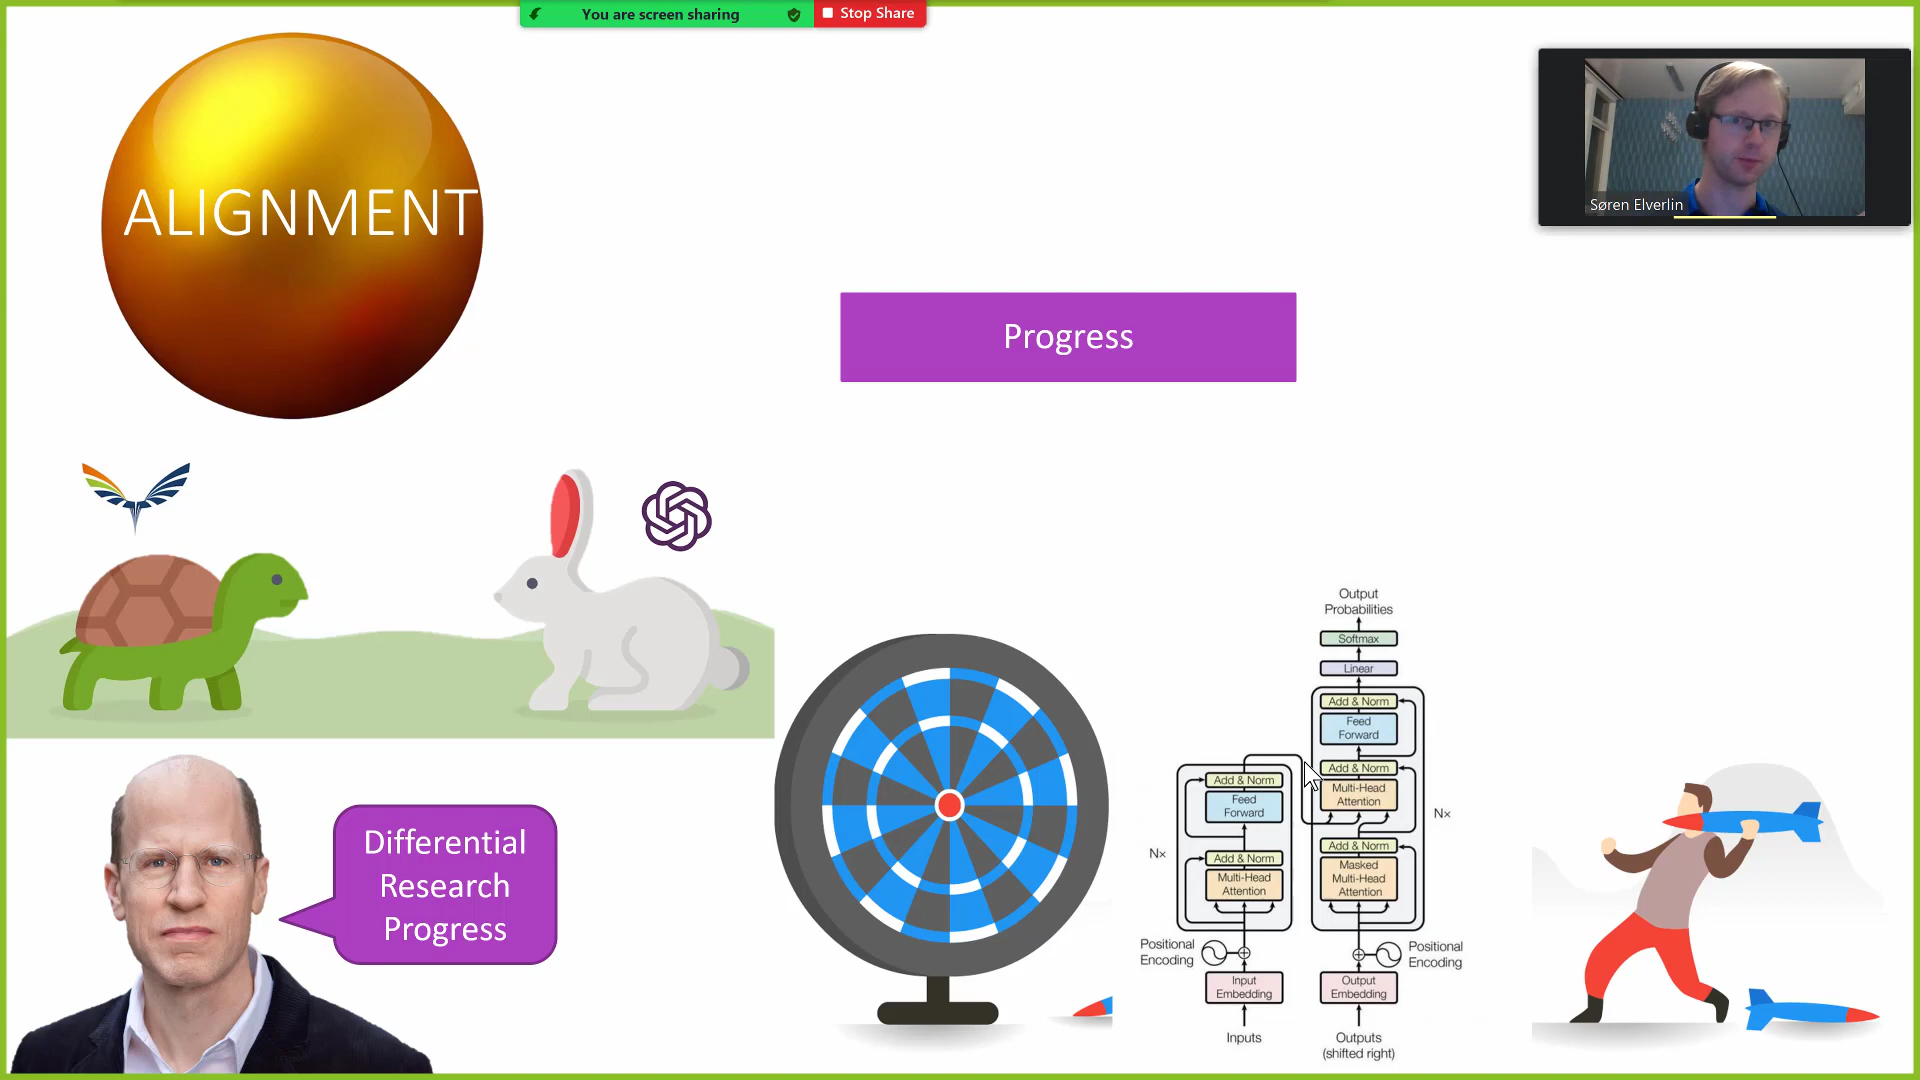 You are screen sharing
Stop Share
ALIGNMENT
Søren Elverlin
Progress
Differential
Research
Progress
Output
Probabilities
Softmax
Linear
Add & Norm
Feed
Forward
Add & Norm
Multi-Head
Attention
Add & Norm
Masked
Multi-Head
Attention
Nx
Positional
Encoding
Output
Embedding
Outputs
(shifted right)
Add & Norm
Feed
Forward
Add & Norm
Multi-Head
Attention
Nx
Positional
Encoding
Input
Embedding
Inputs